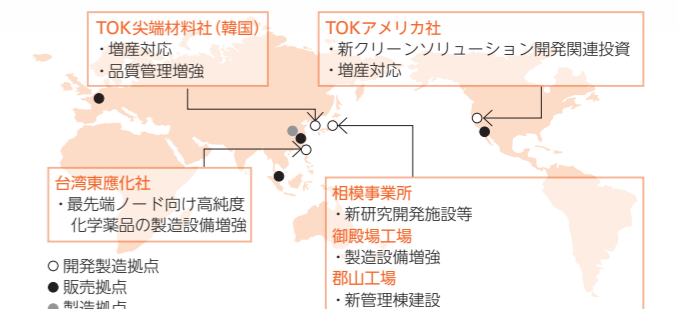 TOK尖端材料社（韓国）
・増産対応
・品質管理増強
TOKアメリカ社
・新クリーンソリューション開発関連投資
・増産対応
台湾東應化社
・最先端ノード向け高純度
化学薬品の製造設備増強
相模事業所
・新研究開発施設等
御殿場工場
・製造設備増強
郡山工場
・新管理棟建設
○開発製造拠点
●販売拠点
●製造拠点